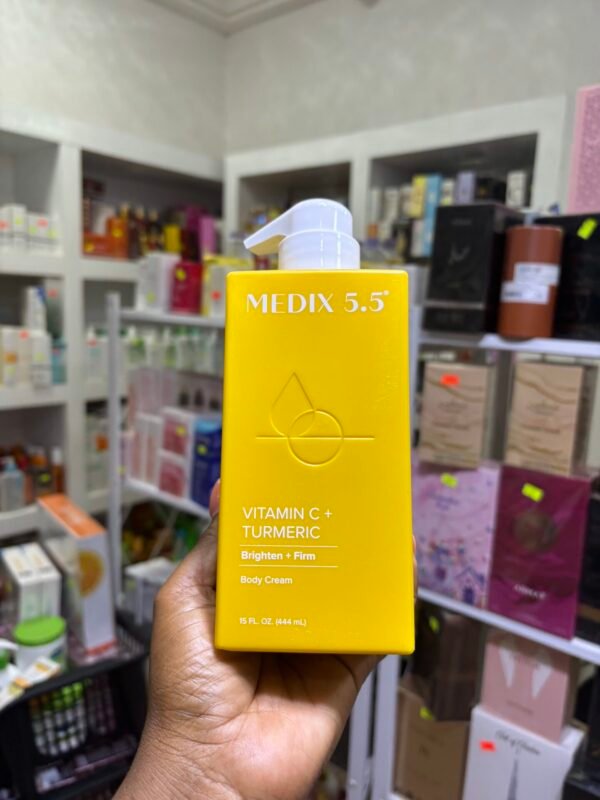 MEDIX 5.5®
VITAMIN C +
TURMERIC
Brighten + Firm
Body Cream
15 FL. OZ. (444 mL)